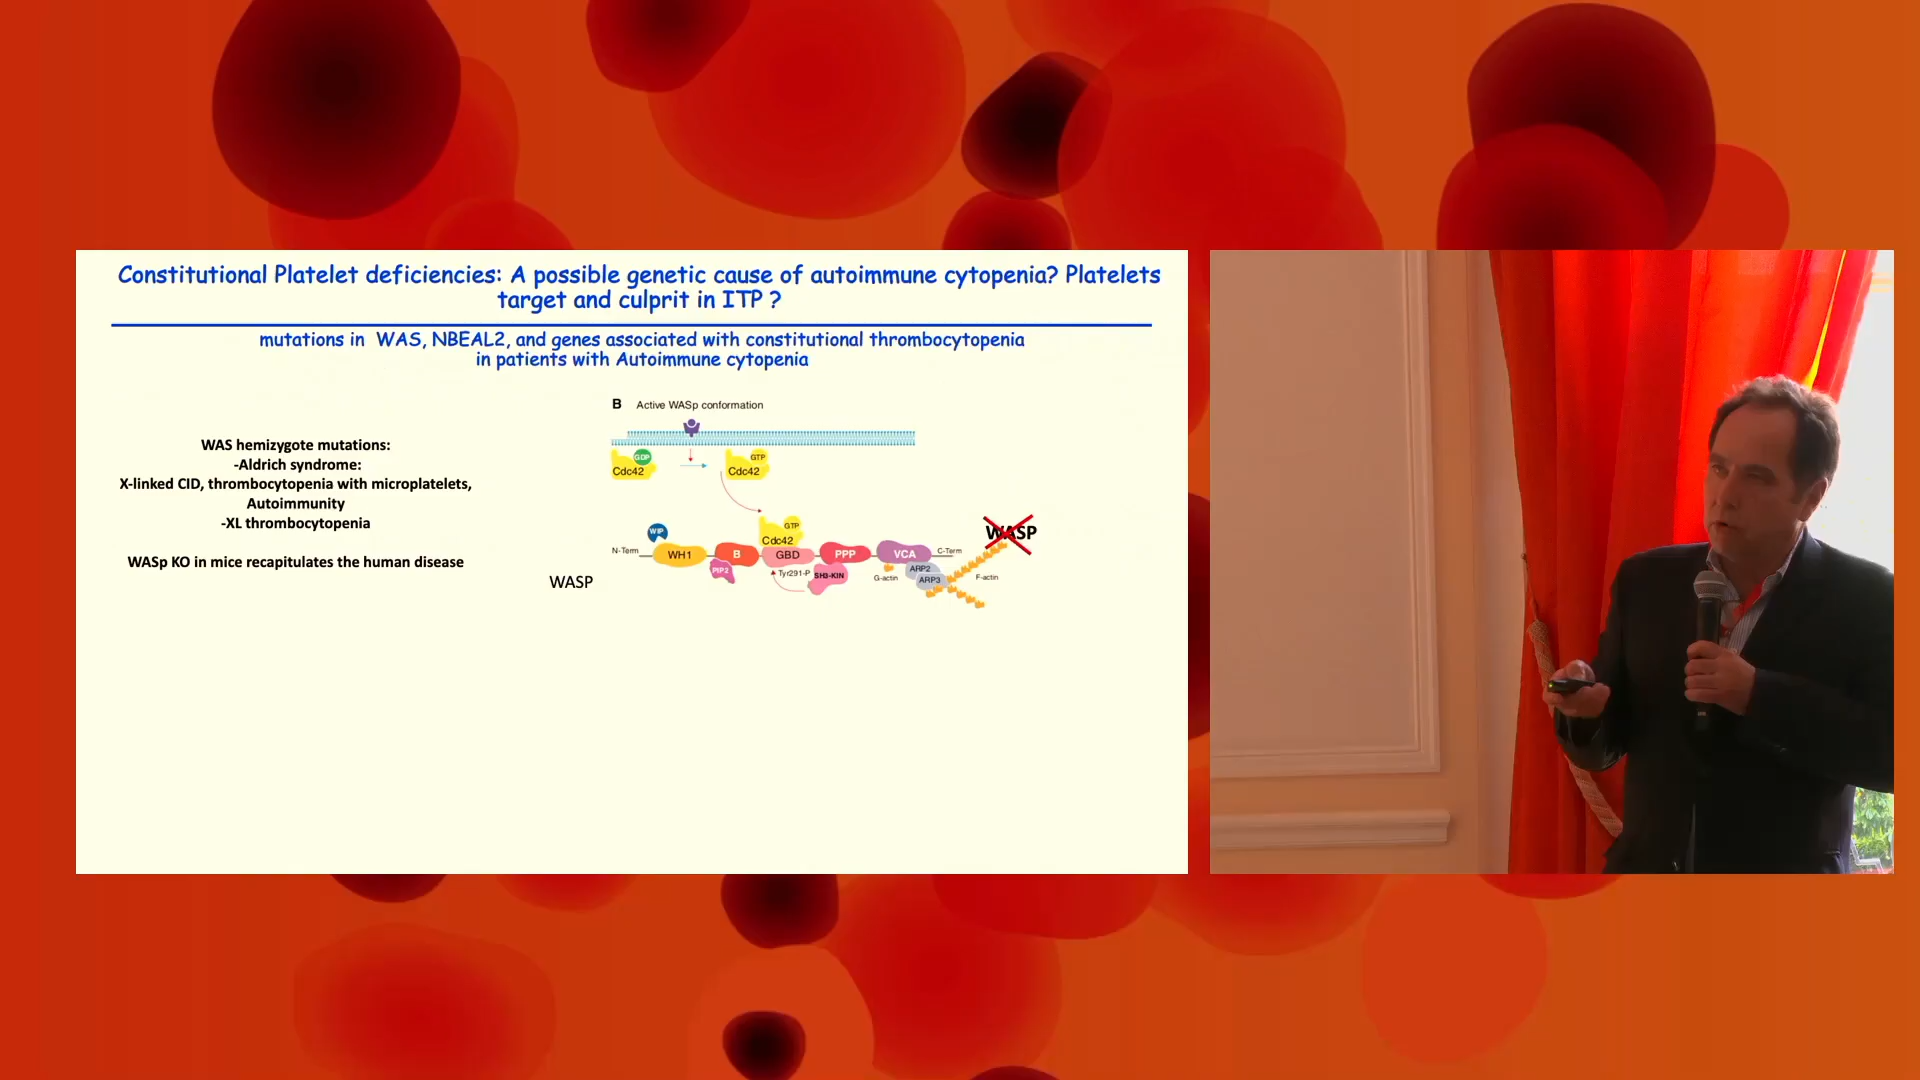 Constitutional Platelet deficiencies: A possible genetic cause of autoimmune cytopenia? Platelets
target and culprit in ITP ?
mutations in  WAS, NBEAL2, and genes associated with constitutional thrombocytopenia
in patients with Autoimmune cytopenia
WAS hemizygote mutations:
-Aldrich syndrome:
X-linked CID, thrombocytopenia with microplatelets,
Autoimmunity
-XL thrombocytopenia
WASp KO in mice recapitulates the human disease
B Active WASp conformation
GDP
Cdc42
GTP
Cdc42
GTP
Cdc42
WIP
N-Term
WH1
B
GBD
PPP
VCA
C-Term
WASP
PIP2
Tyr291-P
SH3-KIN
G-actin
ARP2
ARP3
F-actin
WASP